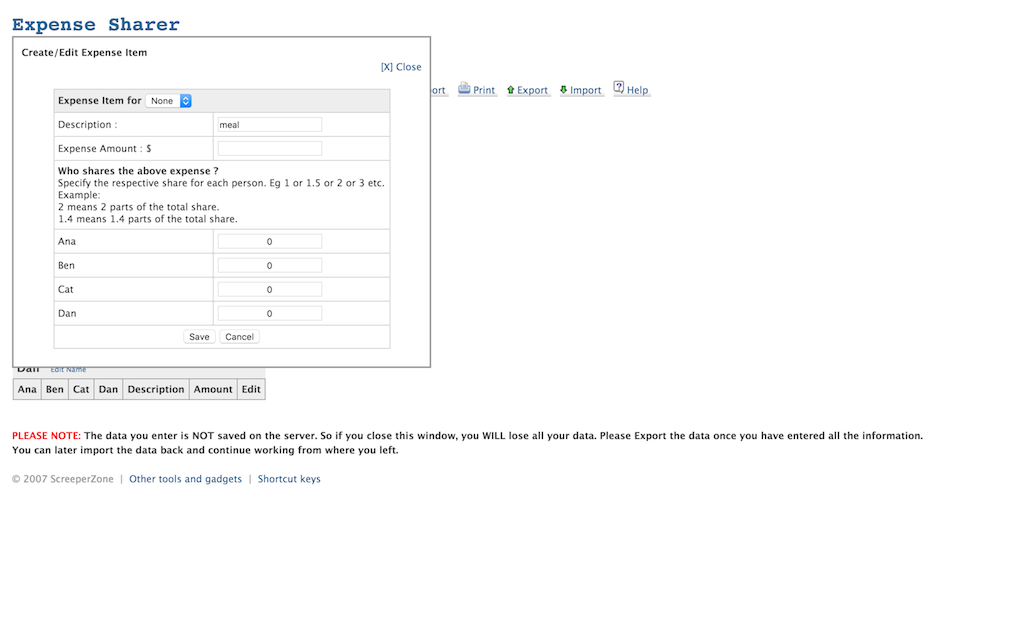 Expense Sharer
Create/Edit Expense Item
[X] Close
ort Print Export Import Help
Expense Item for None
Description : meal
Expense Amount : $
Who shares the above expense ?
Specify the respective share for each person. Eg 1 or 1.5 or 2 or 3 etc.
Example:
2 means 2 parts of the total share.
1.4 means 1.4 parts of the total share.
Ana 0
Ben 0
Cat 0
Dan 0
Save Cancel
Dan Edit Name
Ana Ben Cat Dan Description Amount Edit
PLEASE NOTE: The data you enter is NOT saved on the server. So if you close this window, you WILL lose all your data. Please Export the data once you have entered all the information.
You can later import the data back and continue working from where you left.
© 2007 ScreeperZone | Other tools and gadgets | Shortcut keys